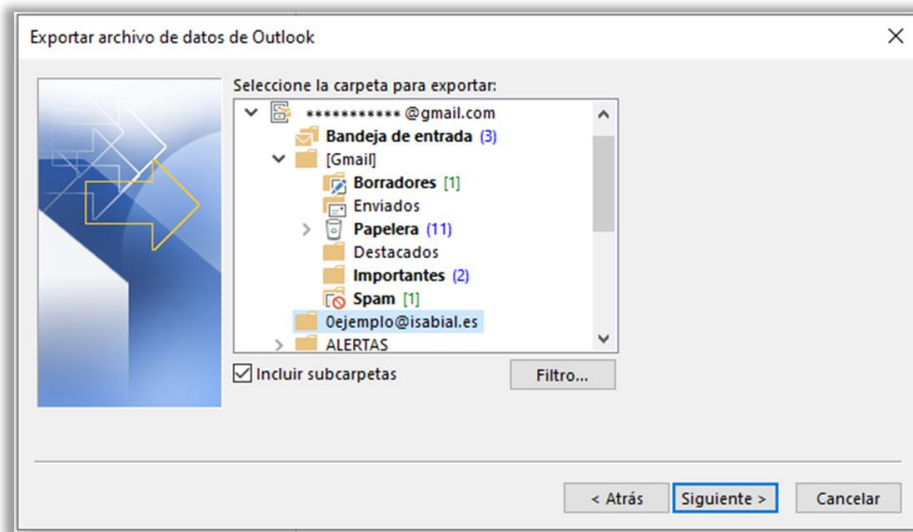 Exportar archivo de datos de Outlook
Seleccione la carpeta para exportar:
*********** @gmail.com
Bandeja de entrada (3)
[Gmail]
Borradores [1]
Enviados
Papelera (11)
Destacados
Importantes (2)
Spam [1]
0ejemplo@isabial.es
ALERTAS
Incluir subcarpetas
Filtro...
< Atrás
Siguiente >
Cancelar